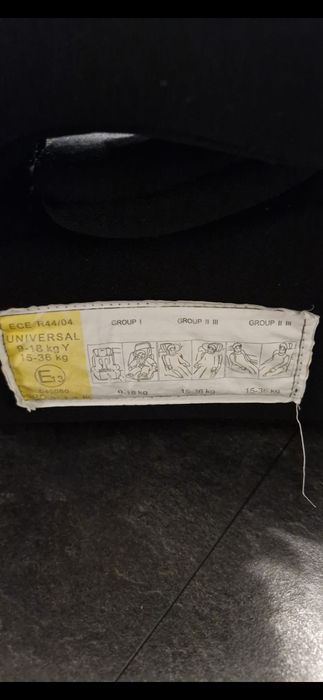 ECE R44/04
UNIVERSAL
9-18 kg Y
15-36 kg
E13
GROUP I
GROUP II III
GROUP II III
9-18 kg
15-36 kg
15-36 kg